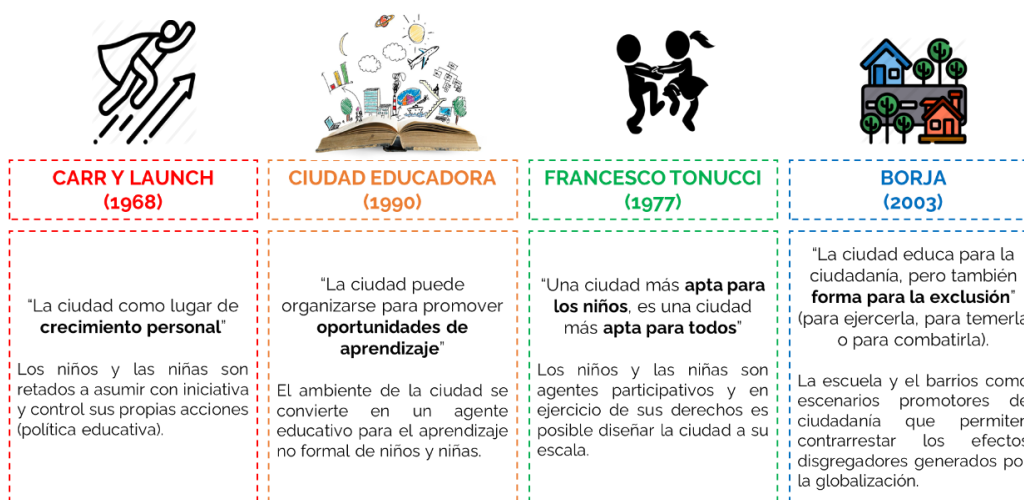 CARR Y LAUNCH
(1968)
“La ciudad como lugar de
crecimiento personal”
Los niños y las niñas son
retados a asumir con iniciativa
y control sus propias acciones
(política educativa).
CIUDAD EDUCADORA
(1990)
“La ciudad puede
organizarse para promover
oportunidades de
aprendizaje”
El ambiente de la ciudad se
convierte en un agente
educativo para el aprendizaje
no formal de niños y niñas.
FRANCESCO TONUCCI
(1977)
“Una ciudad más apta para
los niños, es una ciudad
más apta para todos”
Los niños y las niñas son
agentes participativos y en
ejercicio de sus derechos es
posible diseñar la ciudad a su
escala.
BORJA
(2003)
“La ciudad educa para la
ciudadanía, pero también
forma para la exclusión”
(para ejercerla, para temerla
o para combatirla).
La escuela y el barrios como
escenarios promotores de
ciudadanía que permiten
contrarrestar los efectos
disgregadores generados po
la globalización.